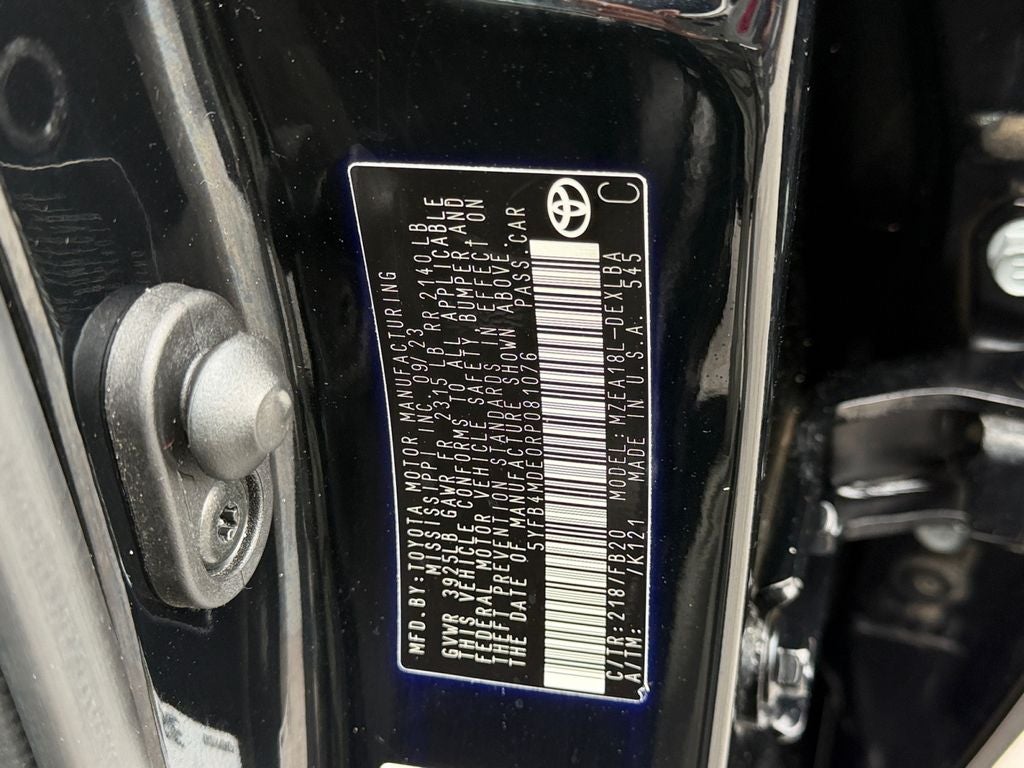 MFD.BY:TOYOTA MOTOR MANUFACTURING
MISSISSIPPI INC. 09/23
GVWR 3925LB GAWR FR 2315 LB RR 2140LB
THIS VEHICLE CONFORMS TO ALL APPLICABLE
FEDERAL MOTOR VEHICLE SAFETY BUMPER AND
THEFT PREVENTION STANDARDS IN EFFECT ON
THE DATE OF MANUFACTURE SHOWN ABOVE.
5YFB4MDE0RP081076 PASS.CAR
C/TR:218/FB20 MODEL:MZEA18L-DEXLBA
A/TM: /K121 MADE IN U.S.A. 545
C